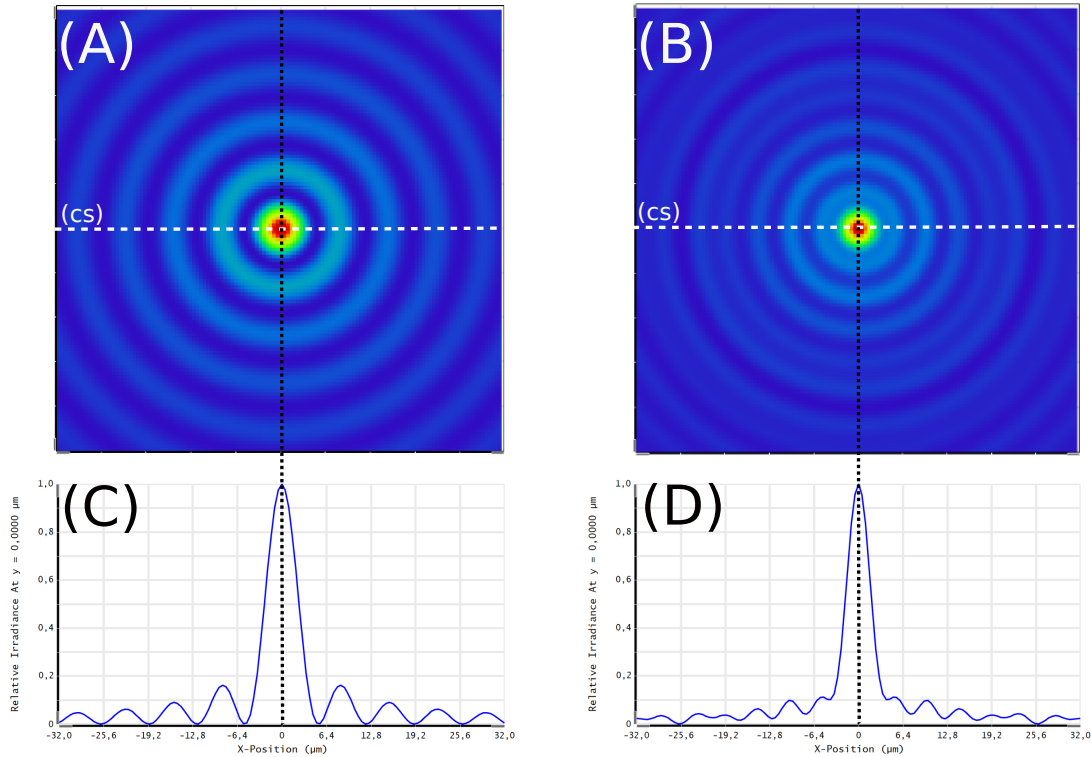 (A)
(cs)
(B)
(cs)
(C)
Relative Irradiance At y = 0,0000 µm
1,0
0,8
0,6
0,4
0,2
0
-32,0 -25,6 -19,2 -12,8 -6,4 0 6,4 12,8 19,2 25,6 32,0
X-Position (µm)
(D)
Relative Irradiance At y = 0,0000 µm
1,0
0,8
0,6
0,4
0,2
0
-32,0 -25,6 -19,2 -12,8 -6,4 0 6,4 12,8 19,2 25,6 32,0
X-Position (µm)